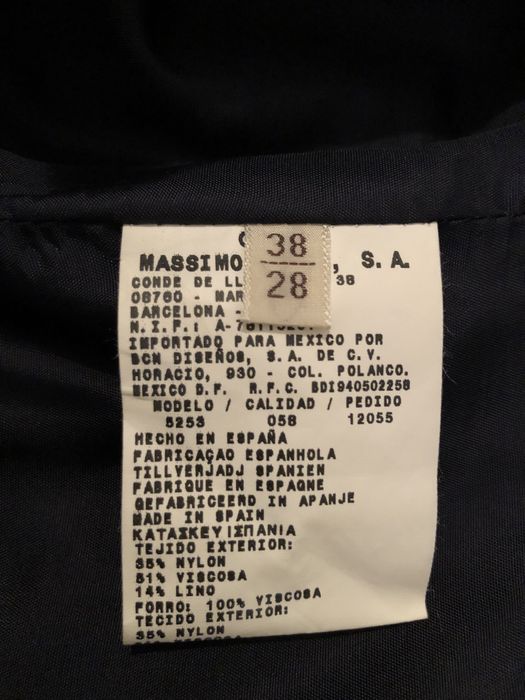 38
28
MASSIMO , S.A.
CONDE DE LL 38
08760 - MAR
BARCELONA -
N.I.F.: A-
IMPORTADO PARA MEXICO POR
BCN DISEÑOS, S.A. DE C.V.
HORACIO, 930 - COL. POLANCO.
MEXICO D.F. R.F.C. BDI940502258
MODELO / CALIDAD / PEDIDO
5253 058 12055
HECHO EN ESPAÑA
FABRICAÇAO ESPANHOLA
TILLVERJADJ SPANIEN
FABRIQUE EN ESPAGNE
GEFABRICEERD IN APANJE
MADE IN SPAIN
ΚΑΤΑΣΚΕΥΙΣΠΑΝΙΑ
TEJIDO EXTERIOR:
35% NYLON
51% VISCOSA
14% LINO
FORRO: 100% VISCOSA
TECIDO EXTERIOR:
35% NYLON